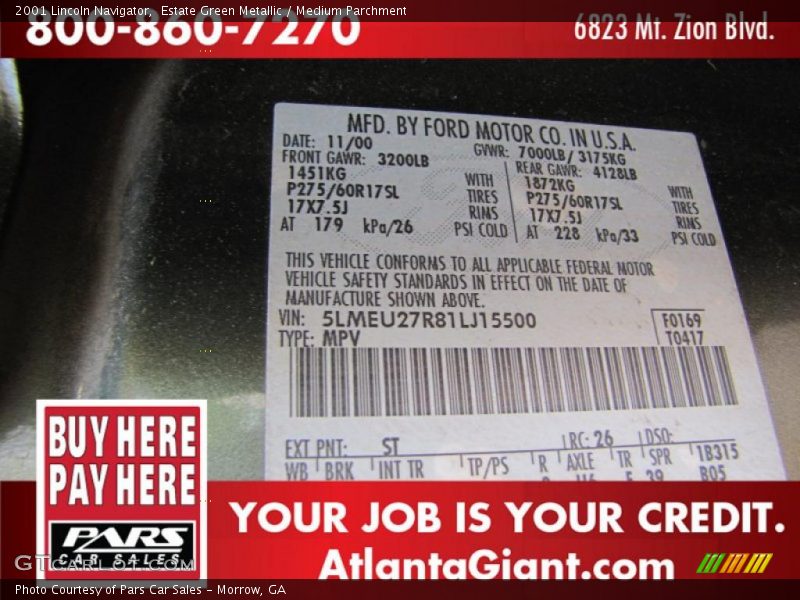 2001 Lincoln Navigator, Estate Green Metallic / Medium Parchment
800-860-7270
6823 Mt. Zion Blvd.
MFD. BY FORD MOTOR CO. IN U.S.A.
DATE: 11/00 GVWR: 7000LB/ 3175KG
FRONT GAWR: 3200LB REAR GAWR: 4128LB
1451KG WITH 1872KG WITH
P275/60R17SL TIRES P275/60R17SL TIRES
17X7.5J RIMS 17X7.5J RIMS
AT 179 kPa/26 PSI COLD AT 228 kPa/33 PSI COLD
THIS VEHICLE CONFORMS TO ALL APPLICABLE FEDERAL MOTOR
VEHICLE SAFETY STANDARDS IN EFFECT ON THE DATE OF
MANUFACTURE SHOWN ABOVE.
VIN: 5LMEU27R81LJ15500 F0169
TYPE: MPV T0417
EXT PNT: ST RC: 26 DSO:
WB BRK INT TR TP/PS R AXLE TR SPR 1B315
39 B05
BUY HERE
PAY HERE
PARS
CAR SALES
YOUR JOB IS YOUR CREDIT.
AtlantaGiant.com
GTCarLot.com
Photo Courtesy of Pars Car Sales - Morrow, GA